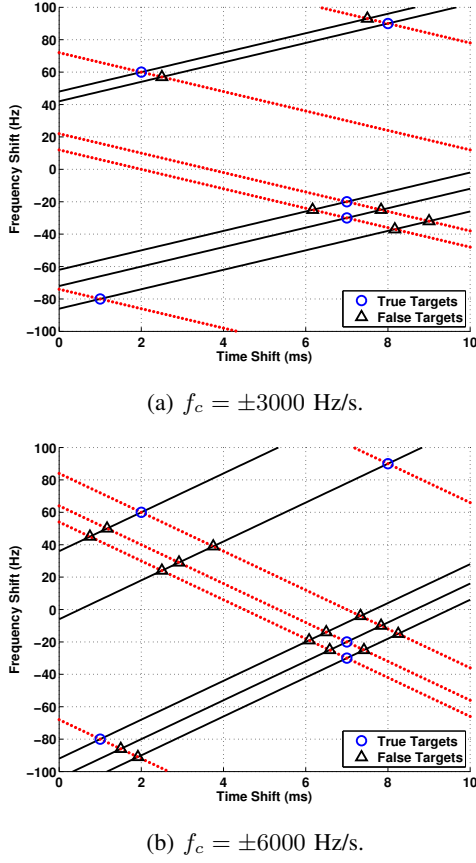 100
80
60
40
20
0
−20
−40
−60
−80
−100
Frequency Shift (Hz)
0 2 4 6 8 10
Time Shift (ms)
True Targets
False Targets
(a) f_c = ±3000 Hz/s.
100
80
60
40
20
0
−20
−40
−60
−80
−100
Frequency Shift (Hz)
0 2 4 6 8 10
Time Shift (ms)
True Targets
False Targets
(b) f_c = ±6000 Hz/s.